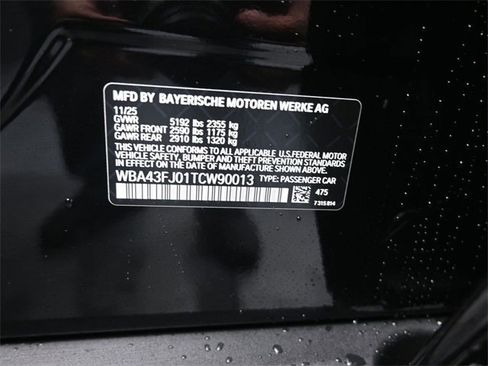 MFD BY BAYERISCHE MOTOREN WERKE AG
11/25
GVWR 5192 lbs 2355 kg
GAWR FRONT 2590 lbs 1175 kg
GAWR REAR 2910 lbs 1320 kg
THIS VEHICLE CONFORMS TO ALL APPLICABLE U.S.FEDERAL MOTOR
VEHICLE SAFETY, BUMPER AND THEFT PREVENTION STANDARDS
IN EFFECT ON THE DATE OF MANUFACTURE SHOWN ABOVE
WBA43FJ01TCW90013 TYPE: PASSENGER CAR
475
7315814